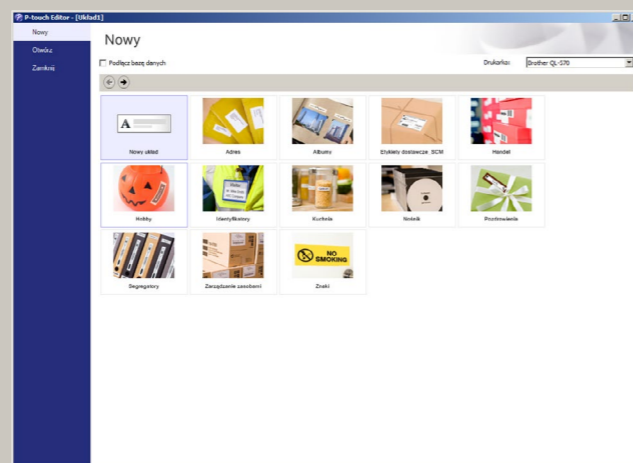 P-touch Editor - [Układ1]
Nowy
Otwórz
Zamknij
Nowy
Podłącz bazę danych
Drukarka:
Brother QL-570
A
Nowy układ
Adres
Albumy
Etykiety dostawcze, SCM
Handel
Hobby
Identyfikatory
Kuchnia
Nośnik
Pozdrowienia
NO
SMOKING
Segregatory
Zarządzanie zasobami
Znaki